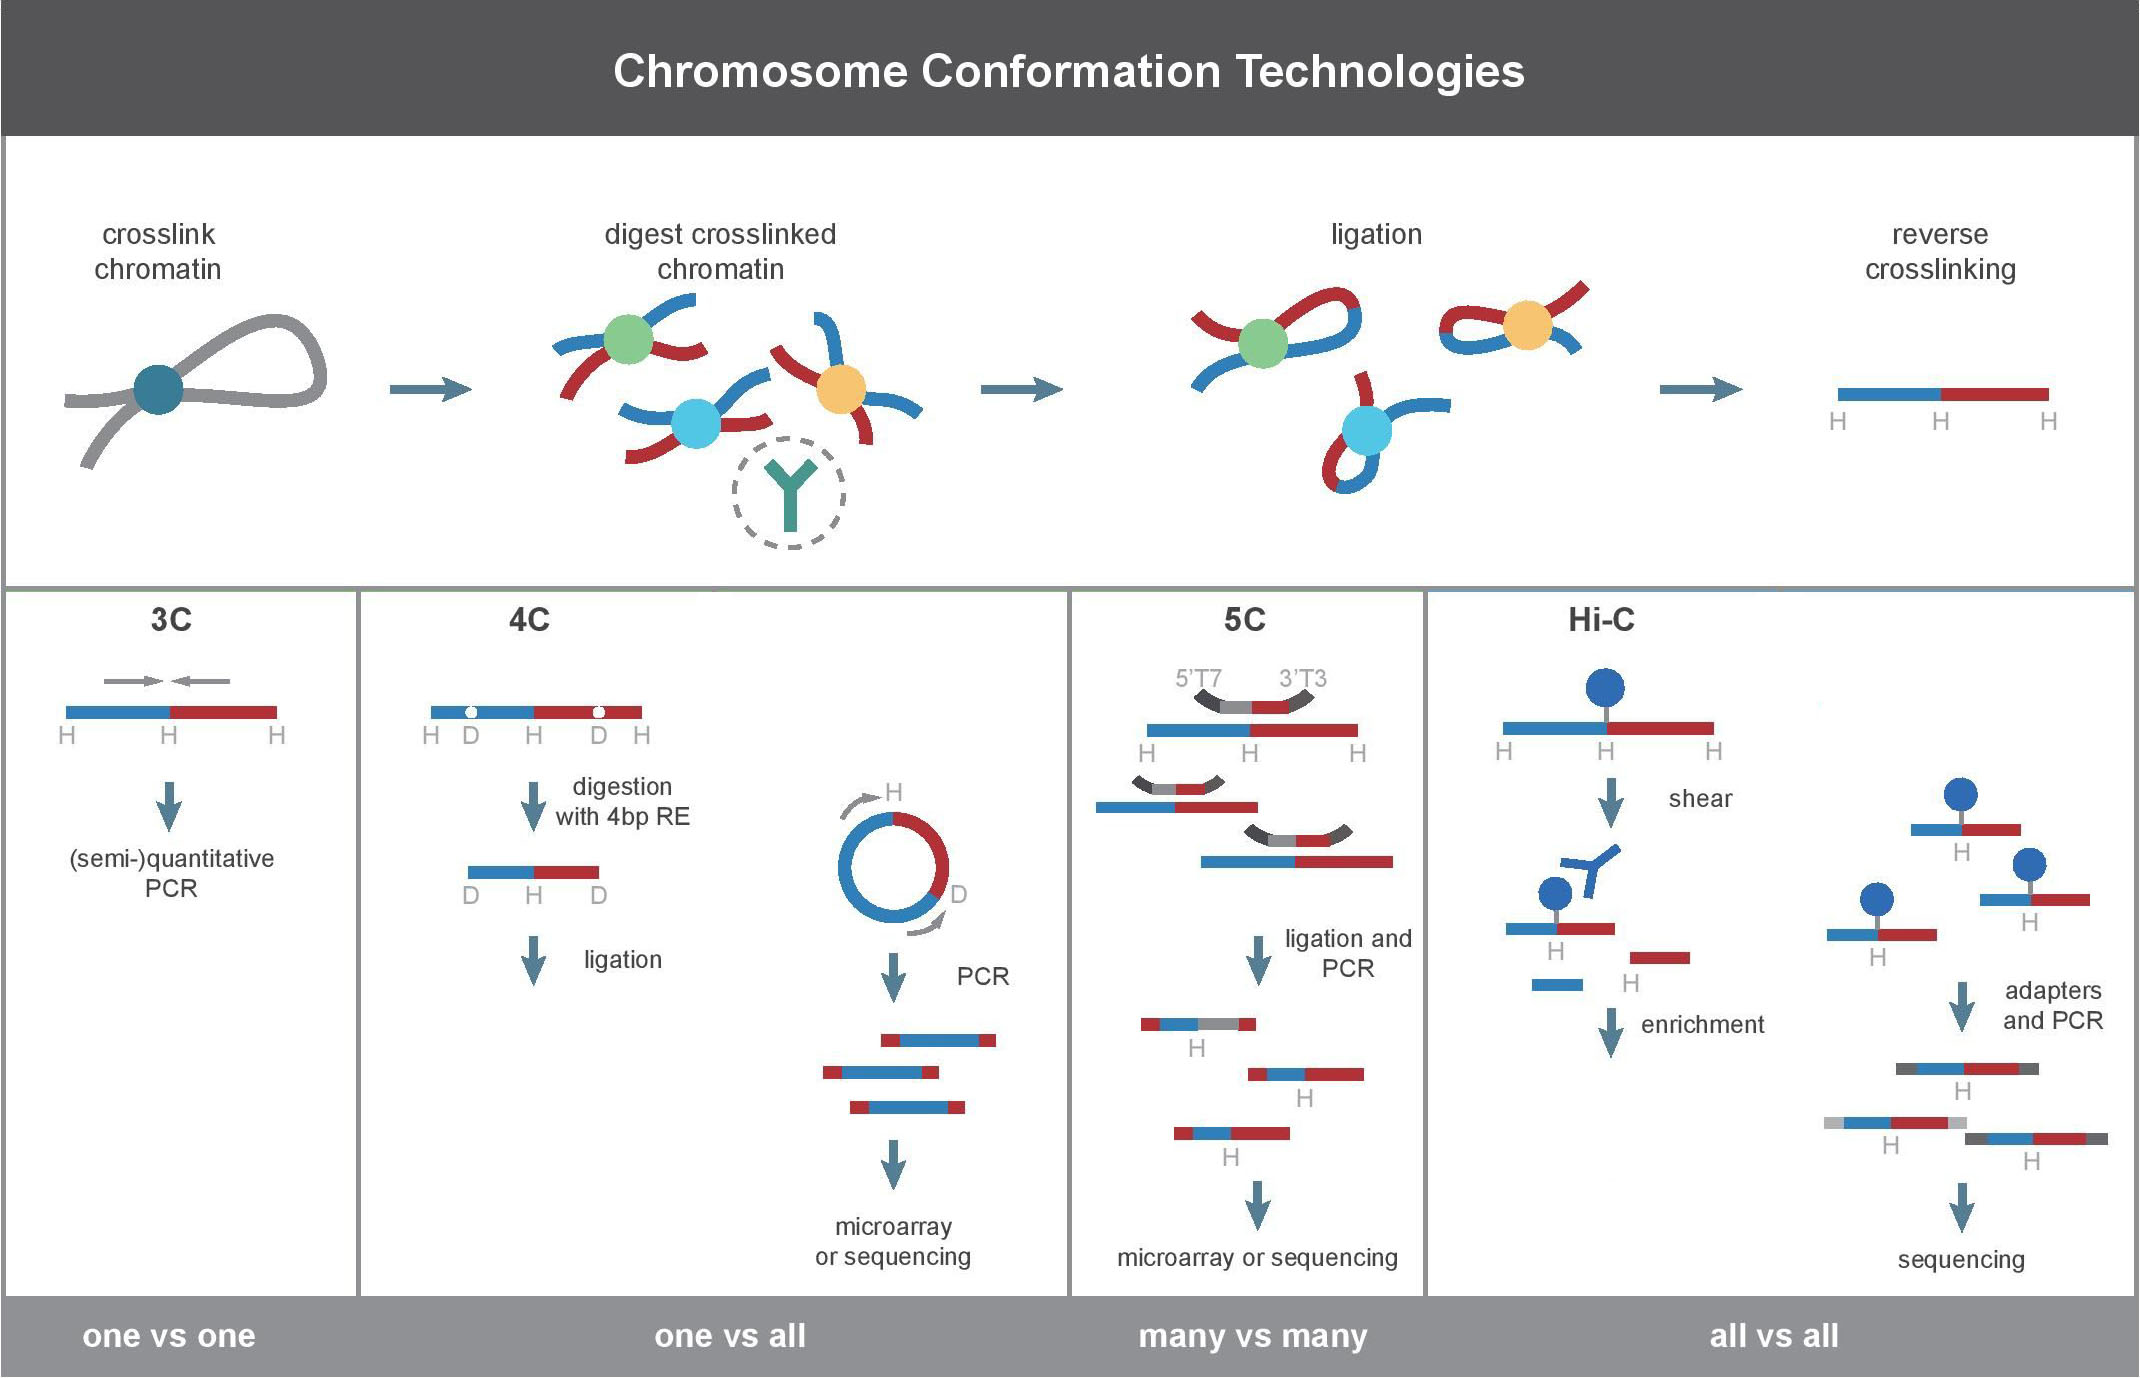 Chromosome Conformation Technologies
crosslink
chromatin
digest crosslinked
chromatin
ligation
reverse
crosslinking
H H H
3C
H H H
(semi-)quantitative
PCR
4C
H D H D H
digestion
with 4bp RE
D H D
ligation
H
D
PCR
microarray
or sequencing
5C
5'T7 3'T3
H H H
ligation and
PCR
H
H
H
microarray or sequencing
Hi-C
H H H
shear
H
H
enrichment
H
H
H
adapters
and PCR
H
H
H
sequencing
one vs one
one vs all
many vs many
all vs all